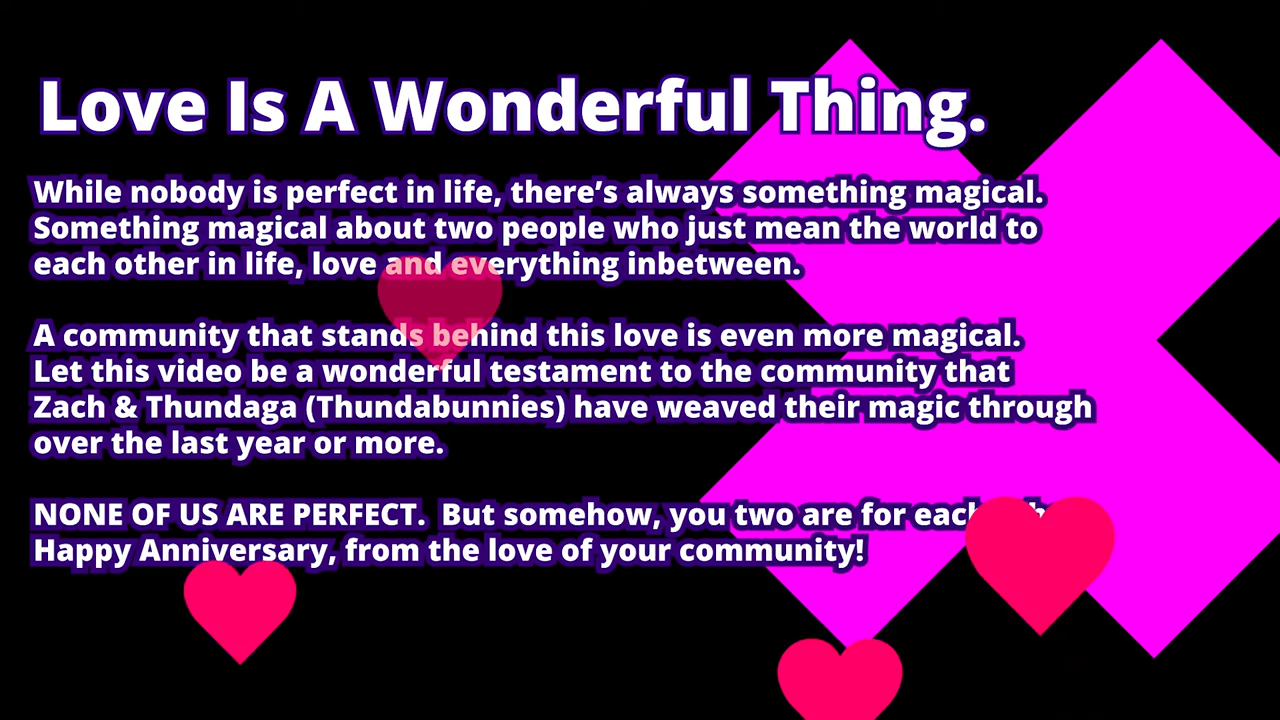 Love Is A Wonderful Thing.
While nobody is perfect in life, there’s always something magical.
Something magical about two people who just mean the world to
each other in life, love and everything inbetween.
A community that stands behind this love is even more magical.
Let this video be a wonderful testament to the community that
Zach & Thundaga (Thundabunnies) have weaved their magic through
over the last year or more.
NONE OF US ARE PERFECT. But somehow, you two are for each
Happy Anniversary, from the love of your community!